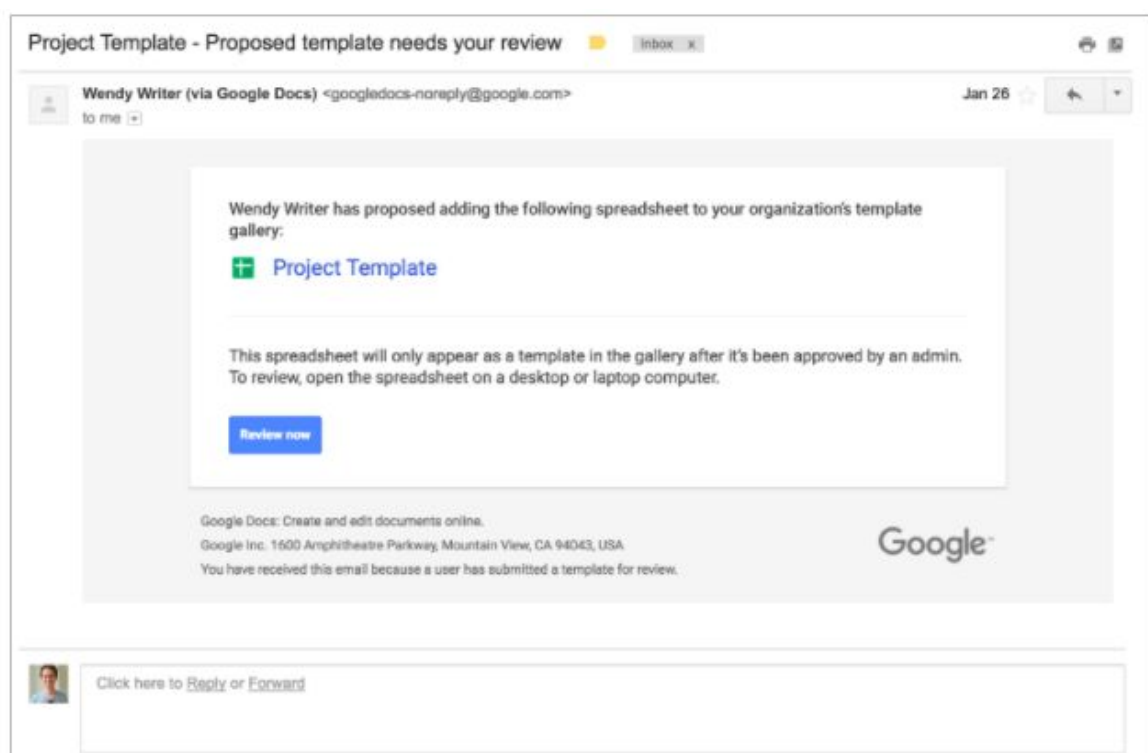 Project Template - Proposed template needs your review Inbox x
Wendy Writer (via Google Docs) <googledocs-noreply@google.com> Jan 26
to me
Wendy Writer has proposed adding the following spreadsheet to your organization's template
gallery:
Project Template
This spreadsheet will only appear as a template in the gallery after it's been approved by an admin.
To review, open the spreadsheet on a desktop or laptop computer.
Review now
Google Docs: Create and edit documents online.
Google Inc. 1600 Amphitheatre Parkway, Mountain View, CA 94043, USA
You have received this email because a user has submitted a template for review.
Google
Click here to Reply or Forward